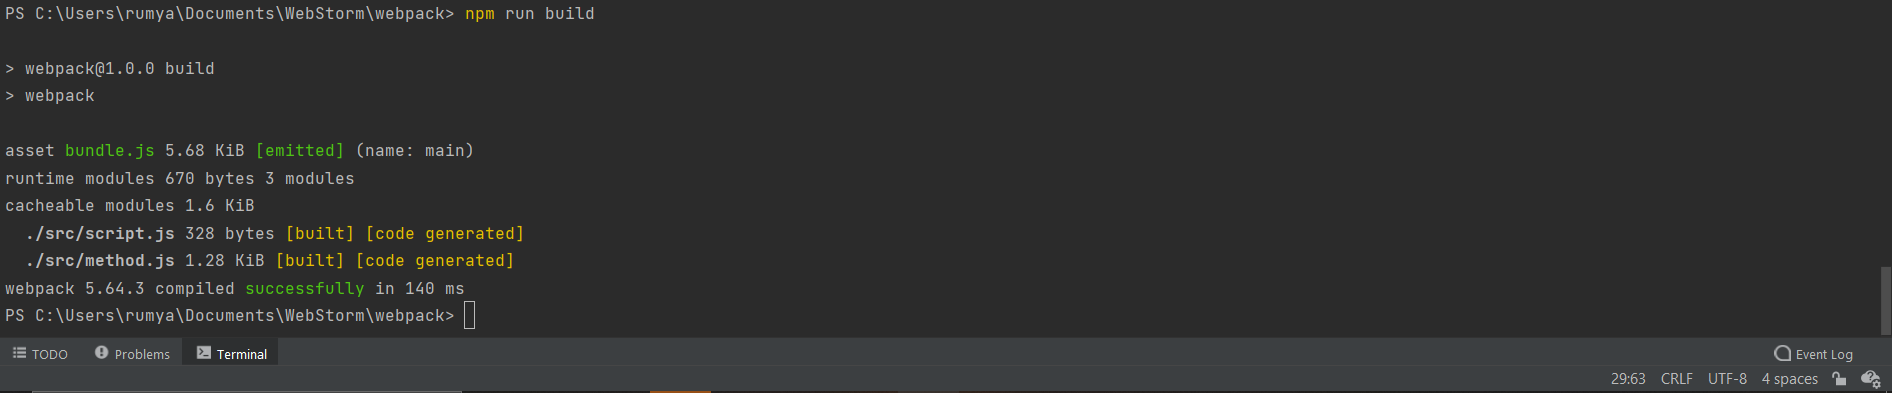 PS C:\Users\rumya\Documents\WebStorm\webpack> npm run build
> webpack@1.0.0 build
> webpack
asset bundle.js 5.68 KiB [emitted] (name: main)
runtime modules 670 bytes 3 modules
cacheable modules 1.6 KiB
./src/script.js 328 bytes [built] [code generated]
./src/method.js 1.28 KiB [built] [code generated]
webpack 5.64.3 compiled successfully in 140 ms
PS C:\Users\rumya\Documents\WebStorm\webpack>
TODO Problems Terminal Event Log
29:63 CRLF UTF-8 4 spaces